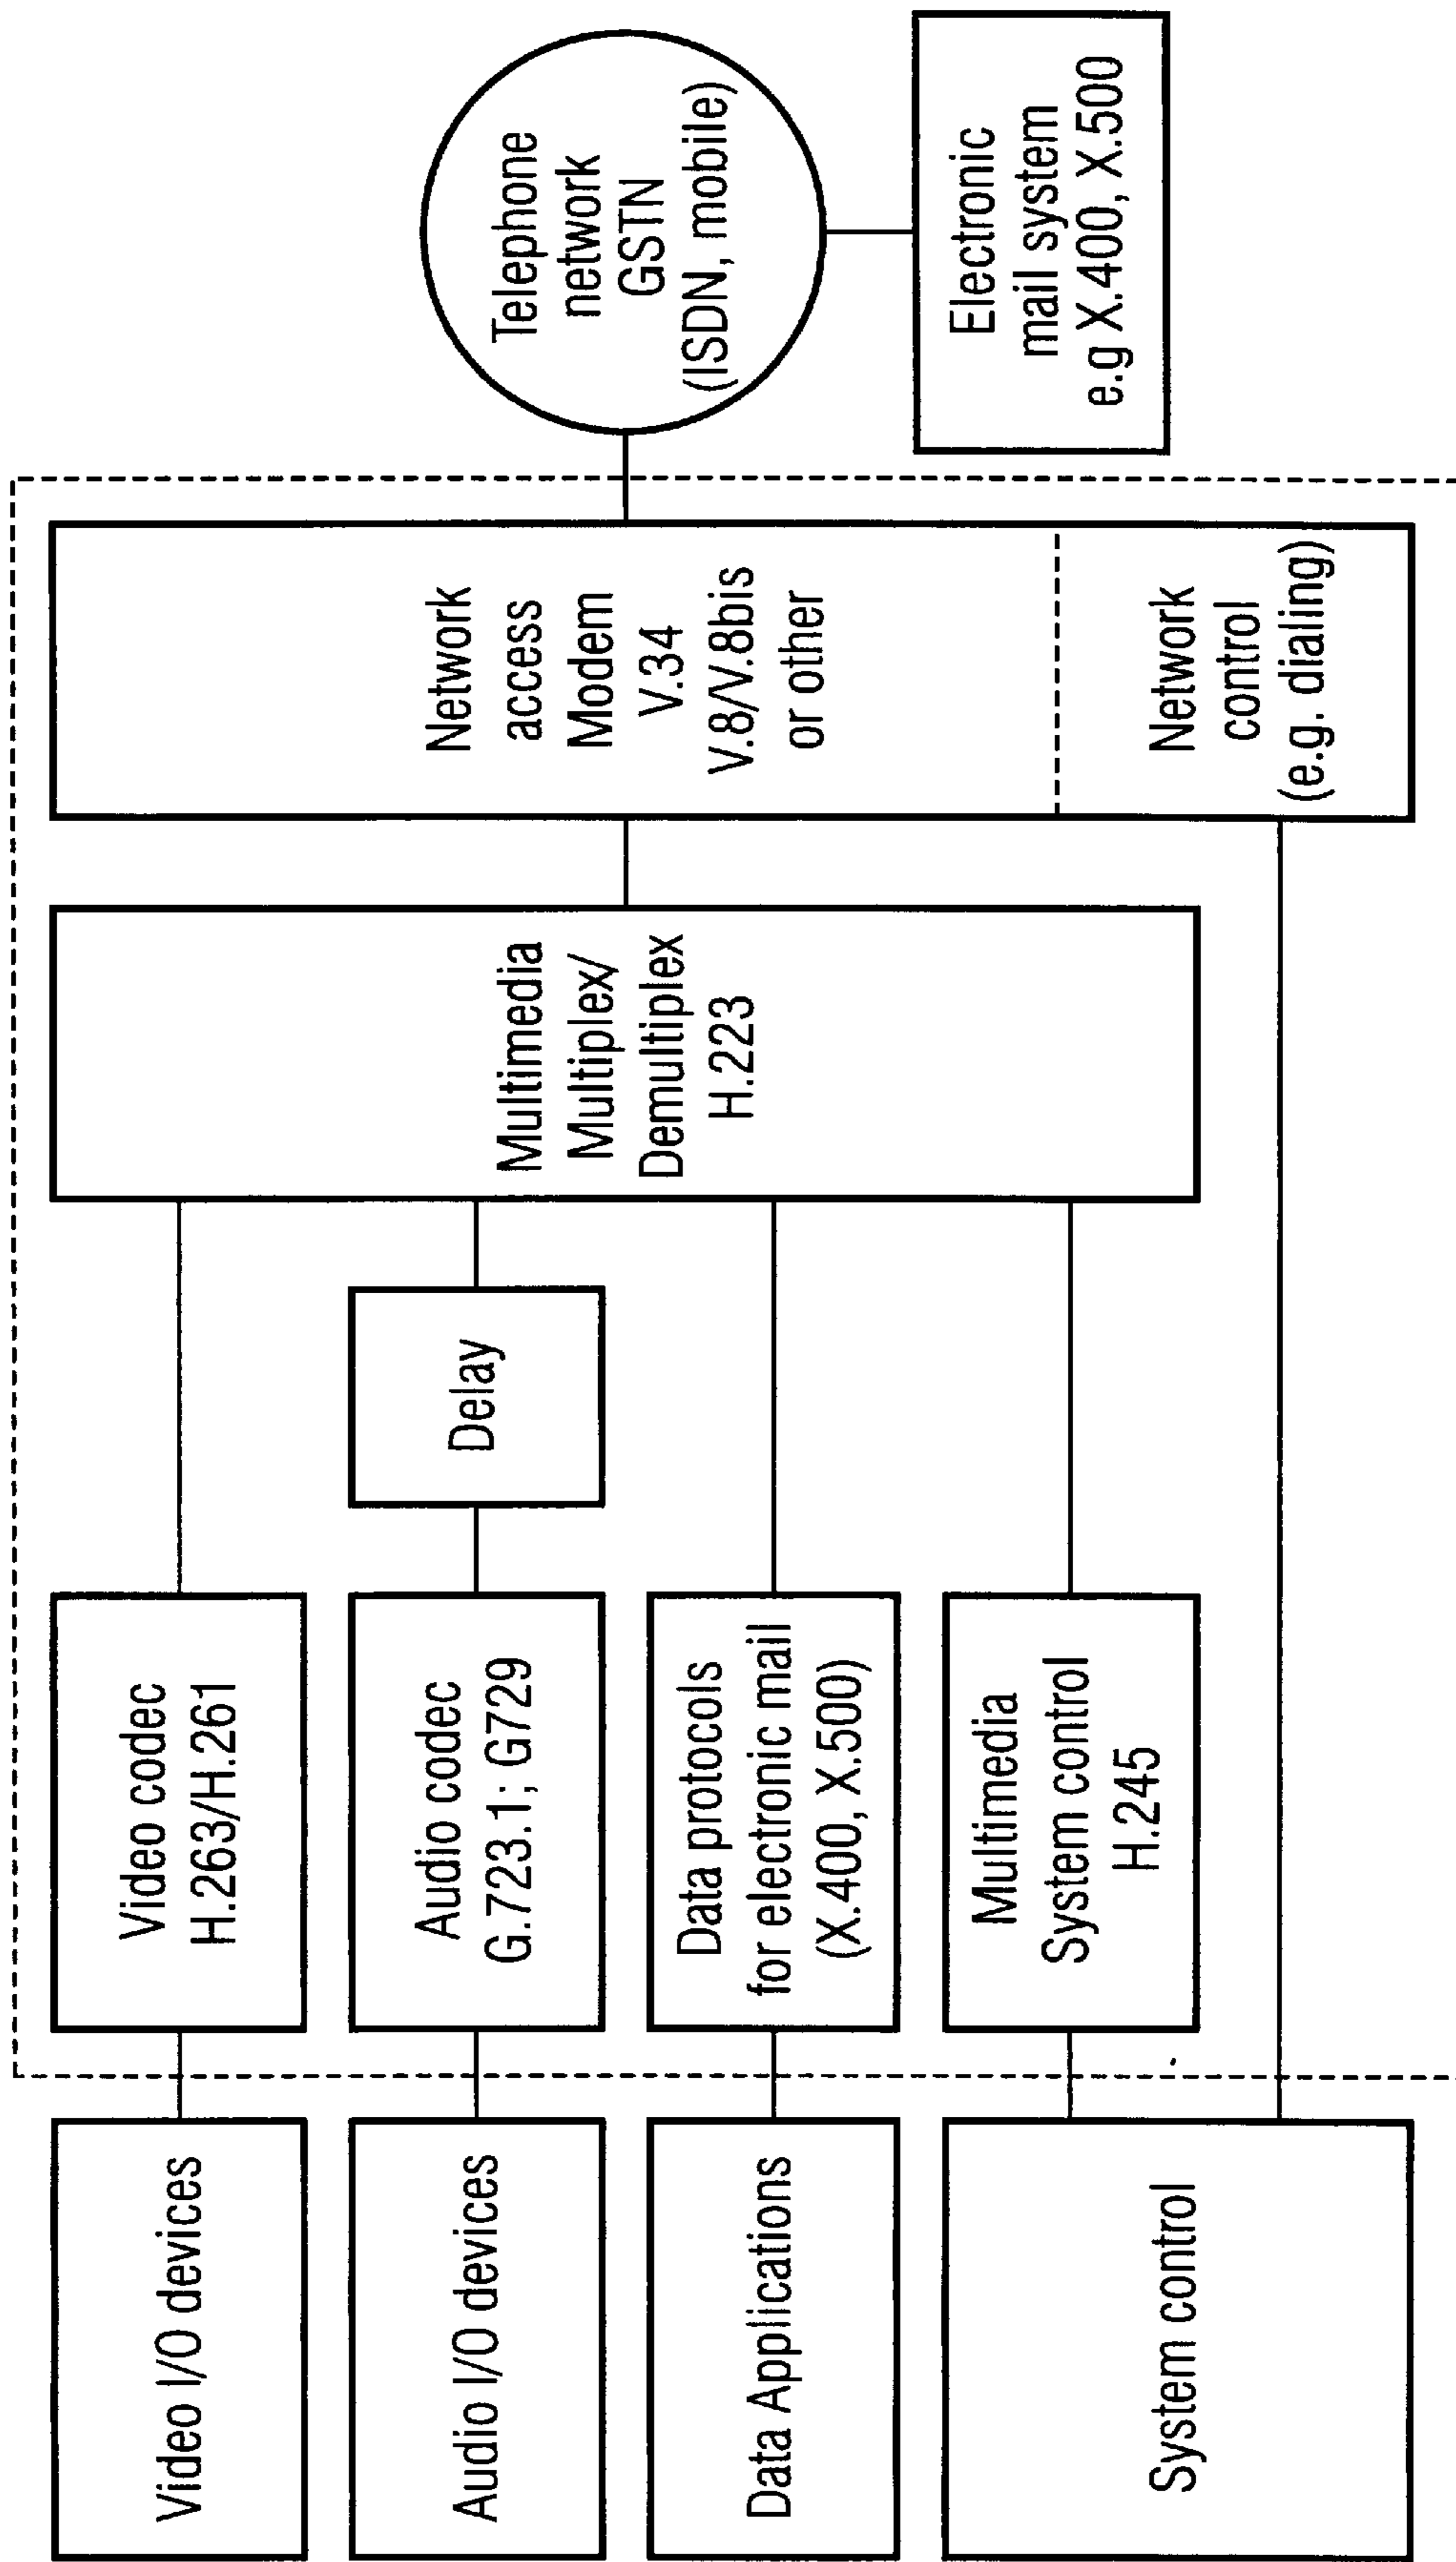 Video I/O devices
Audio I/O devices
Data Applications
System control
Video codec
H.263/H.261
Audio codec
G.723.1; G729
Data protocols
for electronic mail
(X.400, X.500)
Multimedia
System control
H.245
Delay
Multimedia
Multiplex/
Demultiplex
H.223
Network
access
Modem
V.34
V.8/V.8bis
or other
Network
control
(e.g. dialing)
Telephone
network
GSTN
(ISDN, mobile)
Electronic
mail system
e.g X.400, X.500